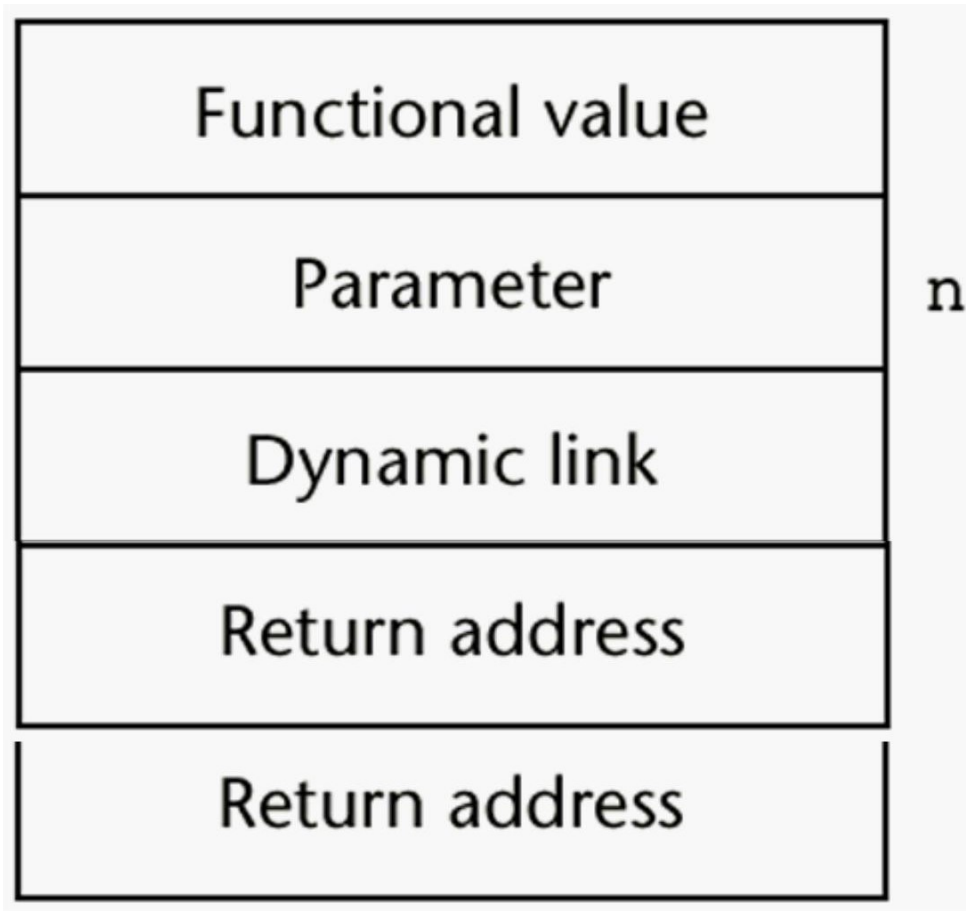 Functional value
Parameter n
Dynamic link
Return address
Return address